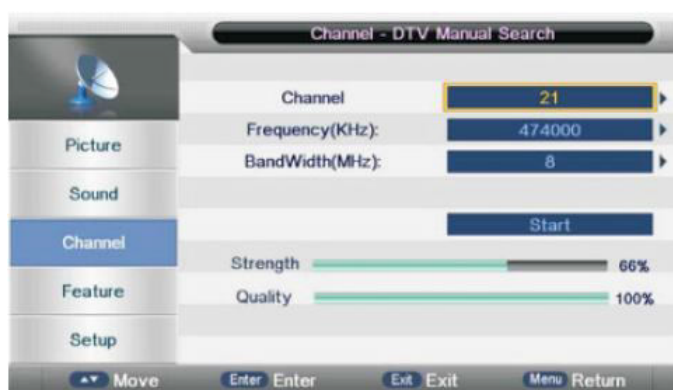 Channel - DTV Manual Search
Channel 21
Frequency(KHz): 474000
Picture
BandWidth(MHz): 8
Sound
Start
Channel
Strength 66%
Feature
Quality 100%
Setup
Move Enter Enter Exit Exit Menu Return